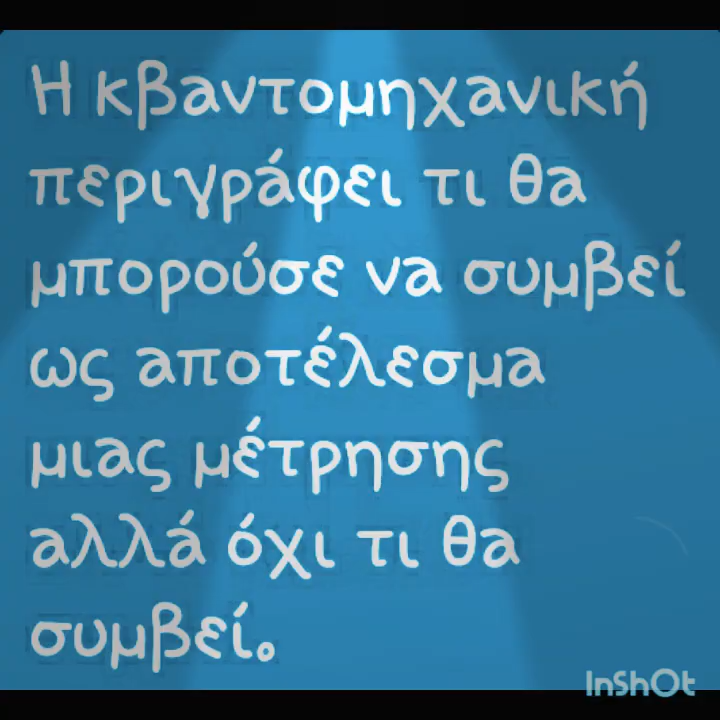 Η κβαντομηχανική
περιγράφει τι θα
μπορούσε να συμβεί
ως αποτέλεσμα
μιας μέτρησης
αλλά όχι τι θα
συμβεί.
InShOt